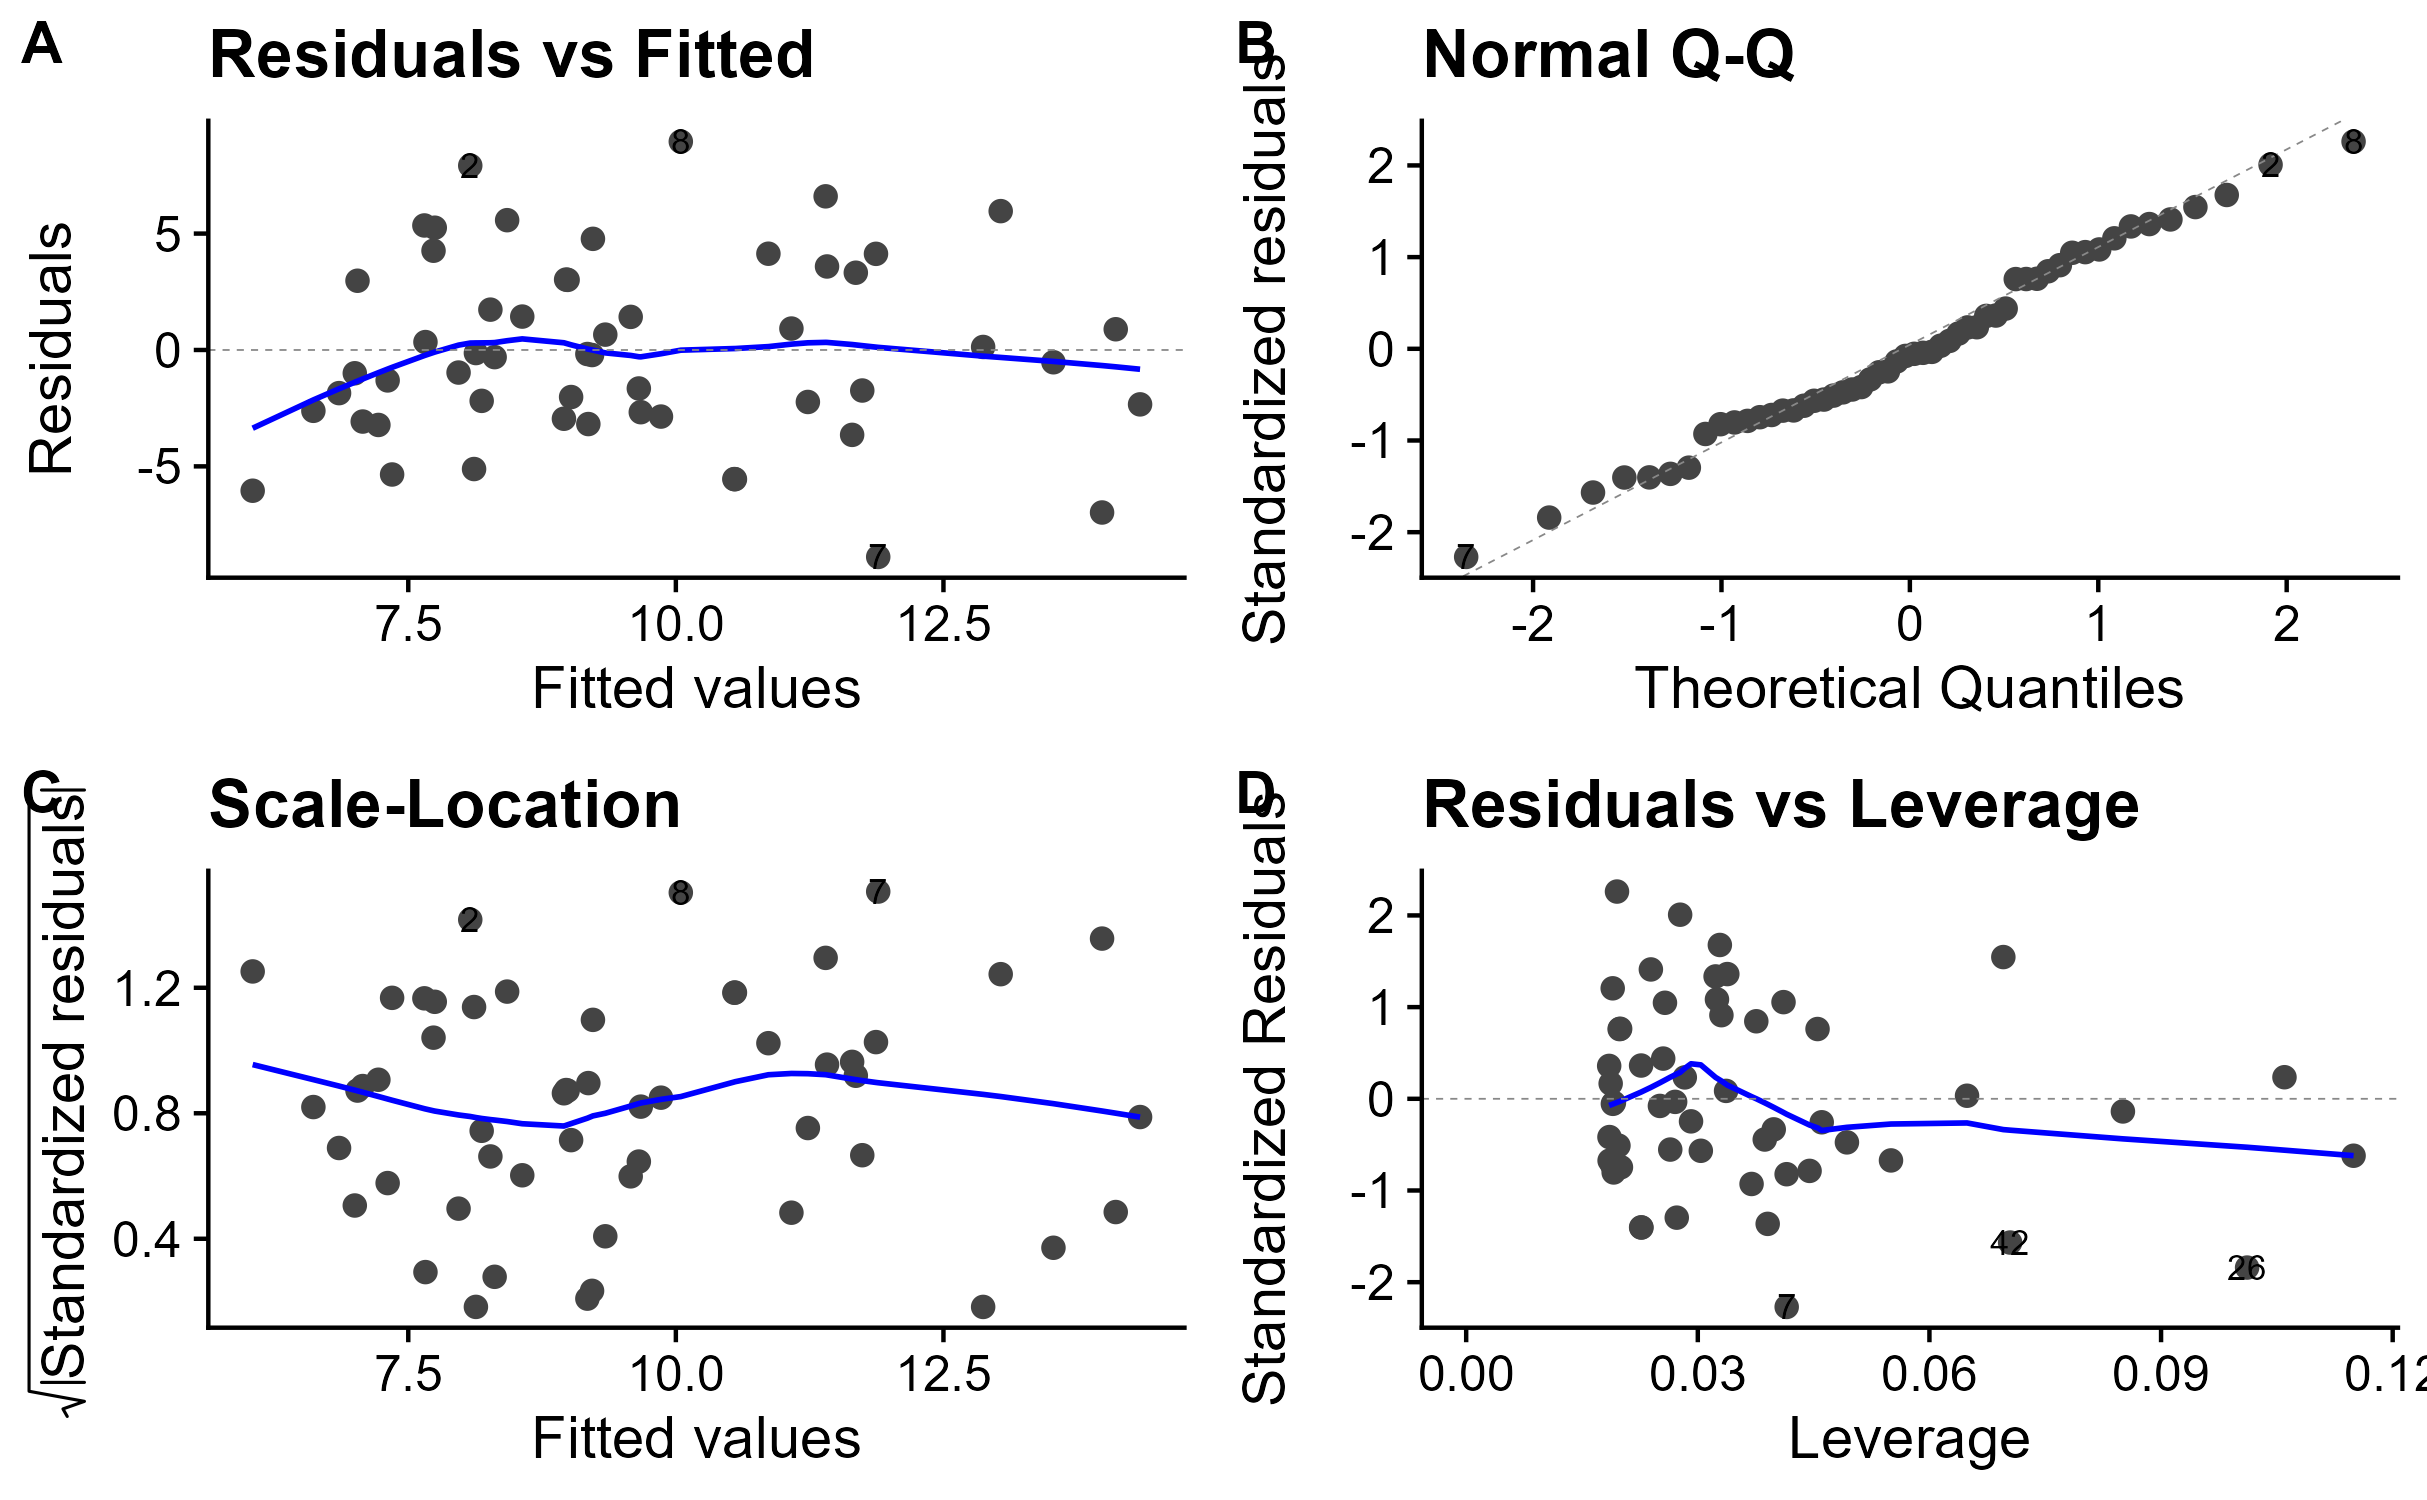 A
Residuals vs Fitted
Residuals
5
0
-5
2
8
7
7.5
10.0
12.5
Fitted values
B
Normal Q-Q
Standardized residuals
2
1
0
-1
-2
7
2
8
-2
-1
0
1
2
Theoretical Quantiles
C
Scale-Location
√|Standardized residuals|
1.2
0.8
0.4
2
8
7
7.5
10.0
12.5
Fitted values
D
Residuals vs Leverage
Standardized Residuals
2
1
0
-1
-2
42
26
7
0.00
0.03
0.06
0.09
0.12
Leverage